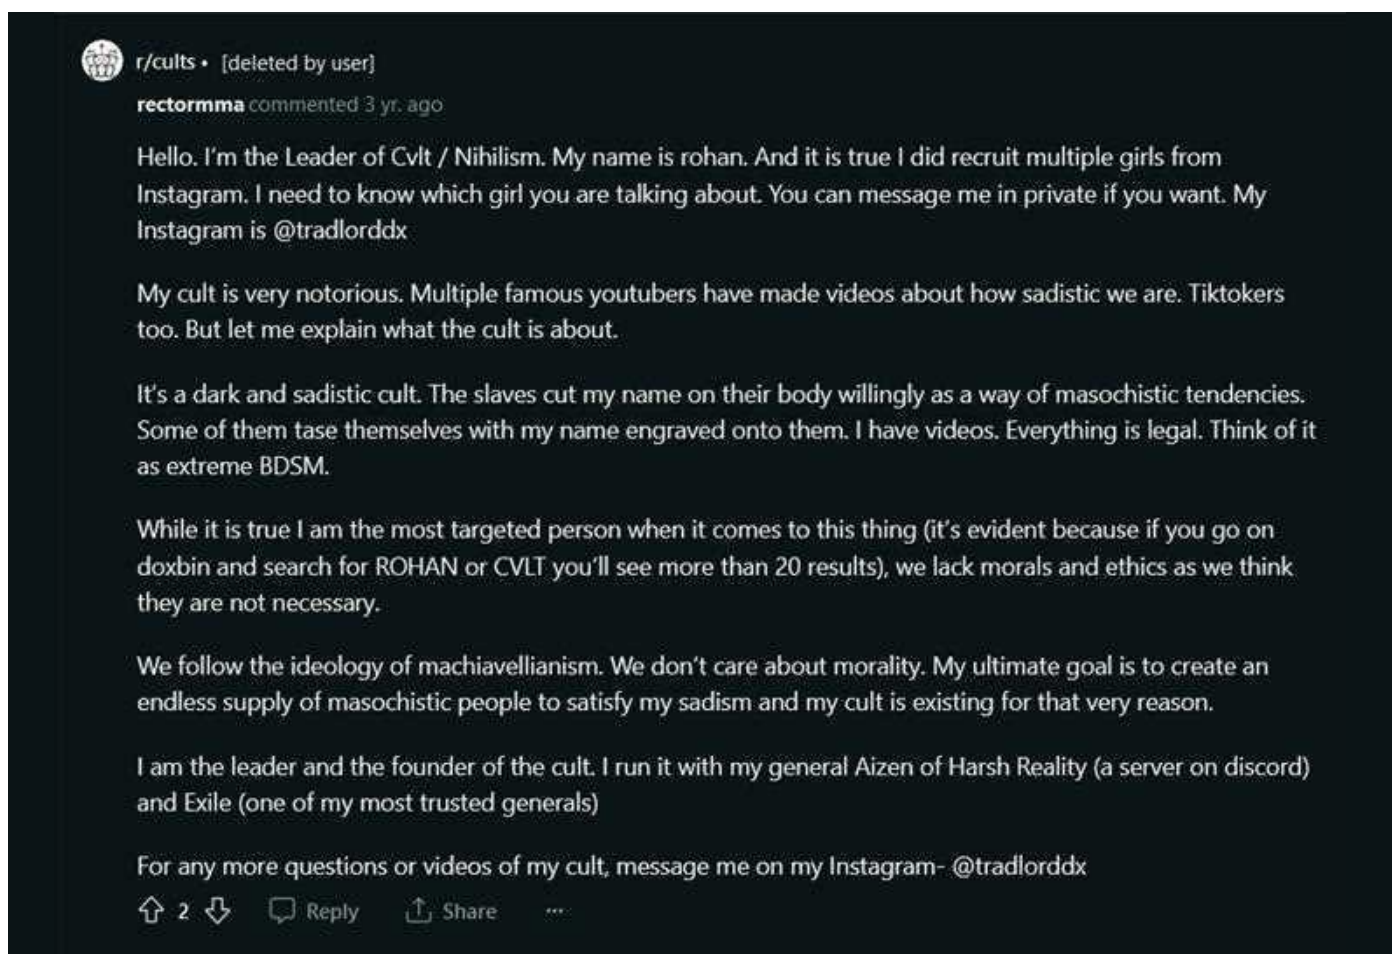 r/cults • [deleted by user]
rectormma commented 3 yr. ago
Hello. I'm the Leader of Cvlt / Nihilism. My name is rohan. And it is true I did recruit multiple girls from
Instagram. I need to know which girl you are talking about. You can message me in private if you want. My
Instagram is @tradlorddx
My cult is very notorious. Multiple famous youtubers have made videos about how sadistic we are. Tiktokers
too. But let me explain what the cult is about.
It's a dark and sadistic cult. The slaves cut my name on their body willingly as a way of masochistic tendencies.
Some of them tase themselves with my name engraved onto them. I have videos. Everything is legal. Think of it
as extreme BDSM.
While it is true I am the most targeted person when it comes to this thing (it's evident because if you go on
doxbin and search for ROHAN or CVLT you'll see more than 20 results), we lack morals and ethics as we think
they are not necessary.
We follow the ideology of machiavellianism. We don't care about morality. My ultimate goal is to create an
endless supply of masochistic people to satisfy my sadism and my cult is existing for that very reason.
I am the leader and the founder of the cult. I run it with my general Aizen of Harsh Reality (a server on discord)
and Exile (one of my most trusted generals)
For any more questions or videos of my cult, message me on my Instagram- @tradlorddx
2 Reply Share ...